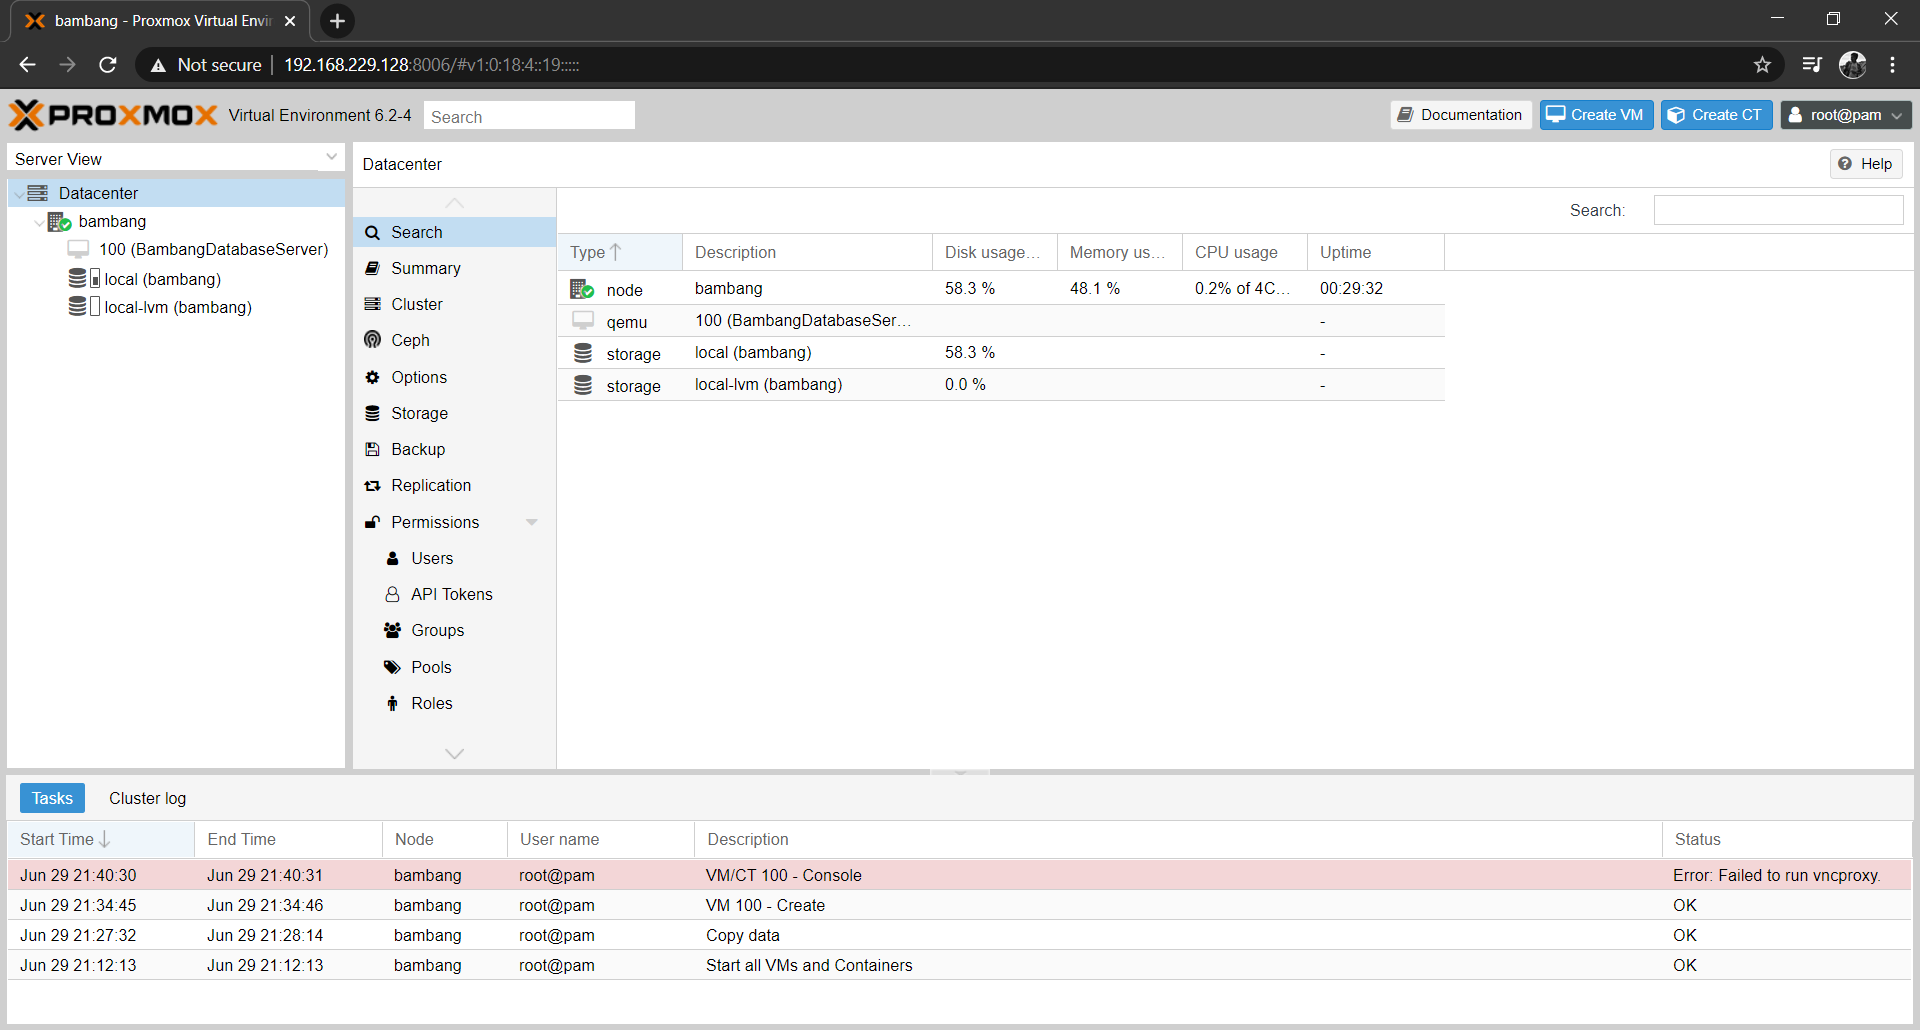 bambang - Proxmox Virtual Envir
Not secure 192.168.229.128:8006/#v1:0:18:4::19:::::
PROXMOX Virtual Environment 6.2-4 Search Documentation Create VM Create CT root@pam
Server View
Datacenter
bambang
100 (BambangDatabaseServer)
local (bambang)
local-lvm (bambang)
Datacenter Help
Search
Summary
Cluster
Ceph
Options
Storage
Backup
Replication
Permissions
Users
API Tokens
Groups
Pools
Roles
Search:
Type Description Disk usage... Memory us... CPU usage Uptime
node bambang 58.3 % 48.1 % 0.2% of 4C... 00:29:32
qemu 100 (BambangDatabaseSer... -
storage local (bambang) 58.3 % -
storage local-lvm (bambang) 0.0 % -
Tasks Cluster log
Start Time End Time Node User name Description Status
Jun 29 21:40:30 Jun 29 21:40:31 bambang root@pam VM/CT 100 - Console Error: Failed to run vncproxy.
Jun 29 21:34:45 Jun 29 21:34:46 bambang root@pam VM 100 - Create OK
Jun 29 21:27:32 Jun 29 21:28:14 bambang root@pam Copy data OK
Jun 29 21:12:13 Jun 29 21:12:13 bambang root@pam Start all VMs and Containers OK